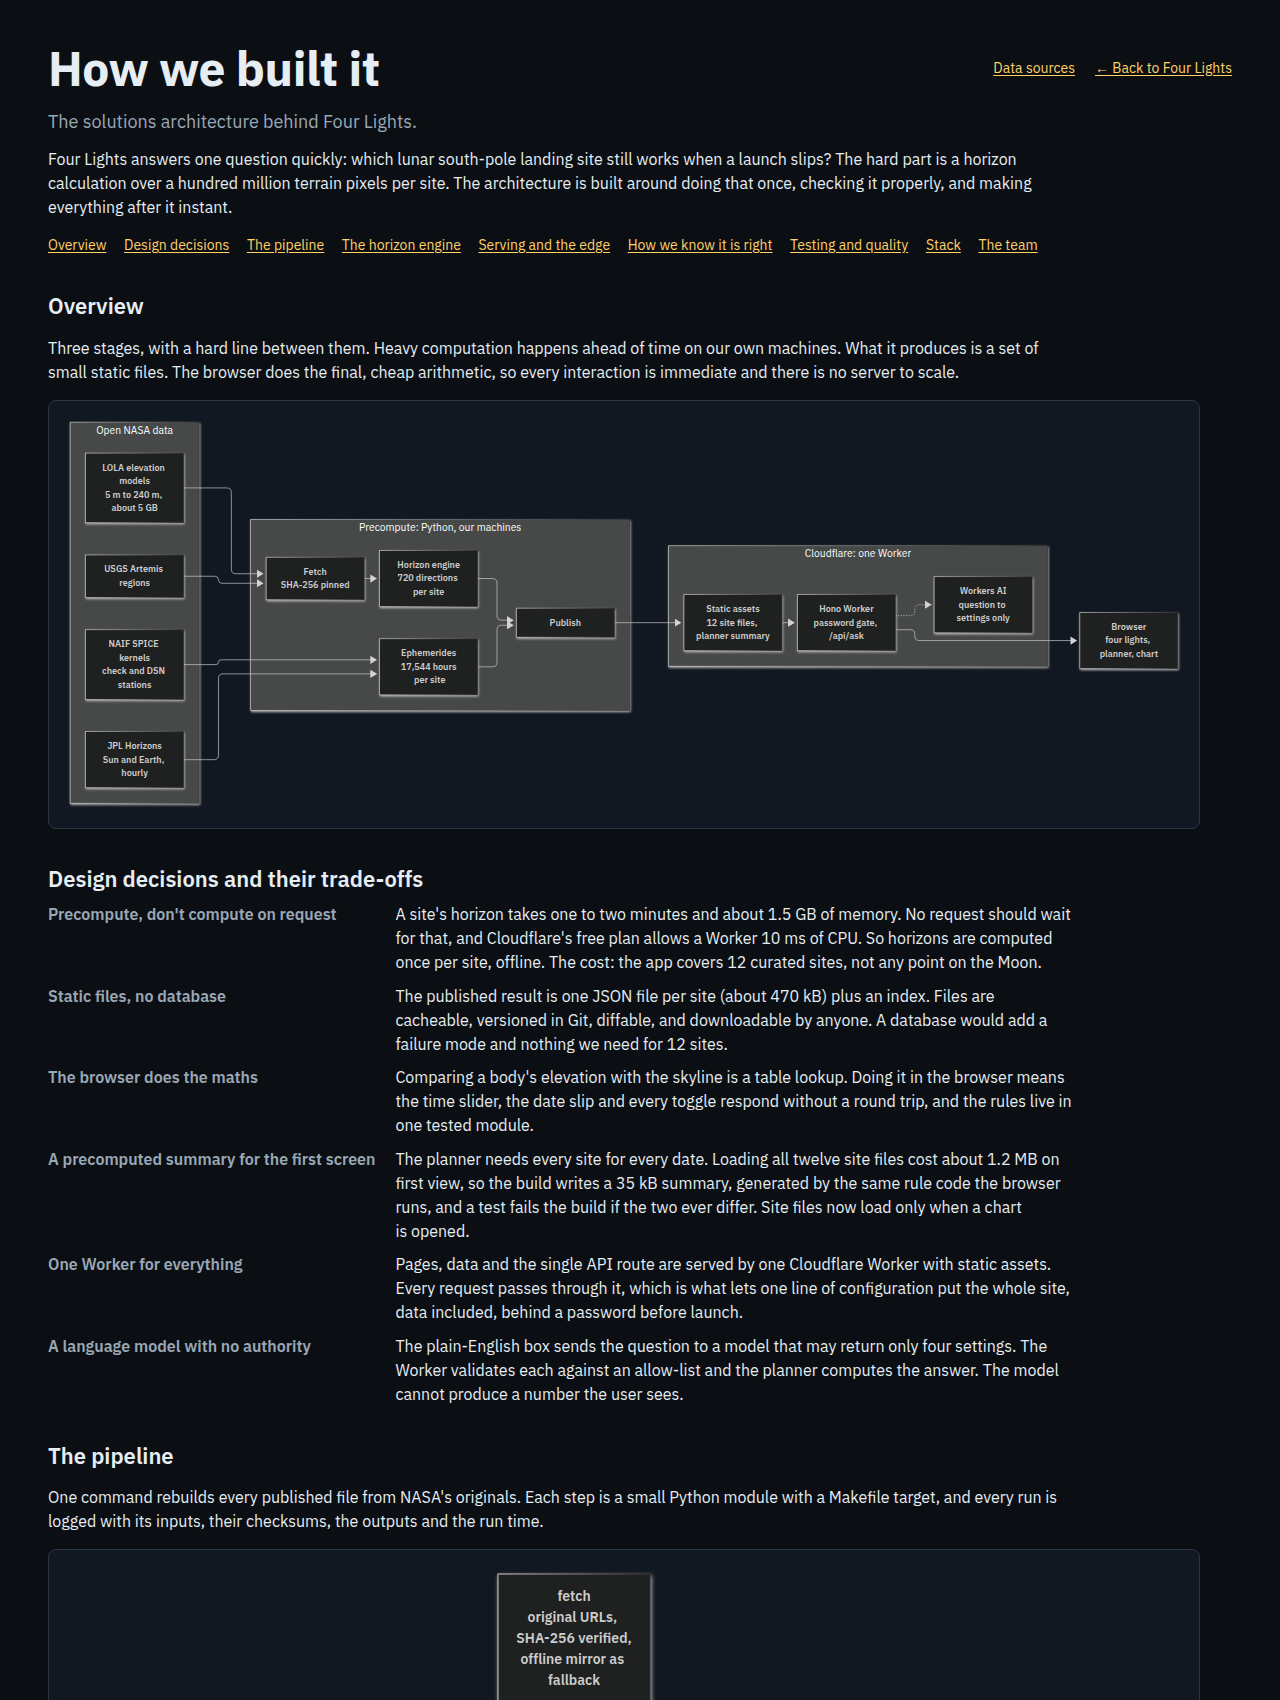 How we built it
Data sources
← Back to Four Lights
The solutions architecture behind Four Lights.
Four Lights answers one question quickly: which lunar south-pole landing site still works when a launch slips? The hard part is a horizon
calculation over a hundred million terrain pixels per site. The architecture is built around doing that once, checking it properly, and making
everything after it instant.
Overview Design decisions The pipeline The horizon engine Serving and the edge How we know it is right Testing and quality Stack The team
Overview
Three stages, with a hard line between them. Heavy computation happens ahead of time on our own machines. What it produces is a set of
small static files. The browser does the final, cheap arithmetic, so every interaction is immediate and there is no server to scale.
Open NASA data
LOLA elevation
models
5 m to 240 m,
about 5 GB
USGS Artemis
regions
NAIF SPICE
kernels
check and DSN
stations
JPL Horizons
Sun and Earth,
hourly
Precompute: Python, our machines
Fetch
SHA-256 pinned
Horizon engine
720 directions
per site
Ephemerides
17,544 hours
per site
Publish
Cloudflare: one Worker
Static assets
12 site files,
planner summary
Hono Worker
password gate,
/api/ask
Workers AI
question to
settings only
Browser
four lights,
planner, chart
Design decisions and their trade-offs
Precompute, don't compute on request
A site's horizon takes one to two minutes and about 1.5 GB of memory. No request should wait
for that, and Cloudflare's free plan allows a Worker 10 ms of CPU. So horizons are computed
once per site, offline. The cost: the app covers 12 curated sites, not any point on the Moon.
Static files, no database
The published result is one JSON file per site (about 470 kB) plus an index. Files are
cacheable, versioned in Git, diffable, and downloadable by anyone. A database would add a
failure mode and nothing we need for 12 sites.
The browser does the maths
Comparing a body's elevation with the skyline is a table lookup. Doing it in the browser means
the time slider, the date slip and every toggle respond without a round trip, and the rules live in
one tested module.
A precomputed summary for the first screen
The planner needs every site for every date. Loading all twelve site files cost about 1.2 MB on
first view, so the build writes a 35 kB summary, generated by the same rule code the browser
runs, and a test fails the build if the two ever differ. Site files now load only when a chart
is opened.
One Worker for everything
Pages, data and the single API route are served by one Cloudflare Worker with static assets.
Every request passes through it, which is what lets one line of configuration put the whole site,
data included, behind a password before launch.
A language model with no authority
The plain-English box sends the question to a model that may return only four settings. The
Worker validates each against an allow-list and the planner computes the answer. The model
cannot produce a number the user sees.
The pipeline
One command rebuilds every published file from NASA's originals. Each step is a small Python module with a Makefile target, and every run is
logged with its inputs, their checksums, the outputs and the run time.
fetch
original URLs,
SHA-256 verified,
offline mirror as
fallback